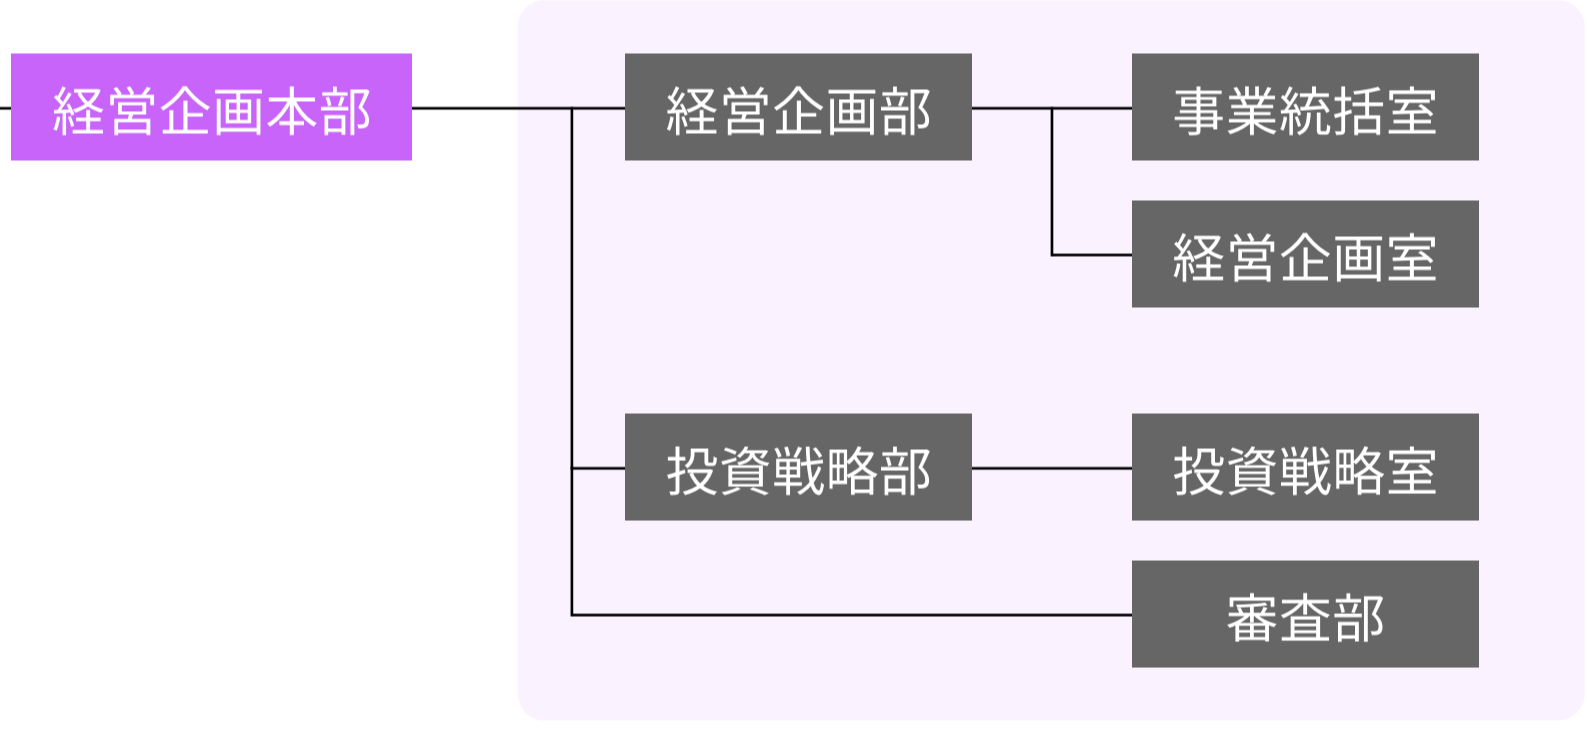 経営企画本部
経営企画部
事業統括室
経営企画室
投資戦略部
投資戦略室
審査部